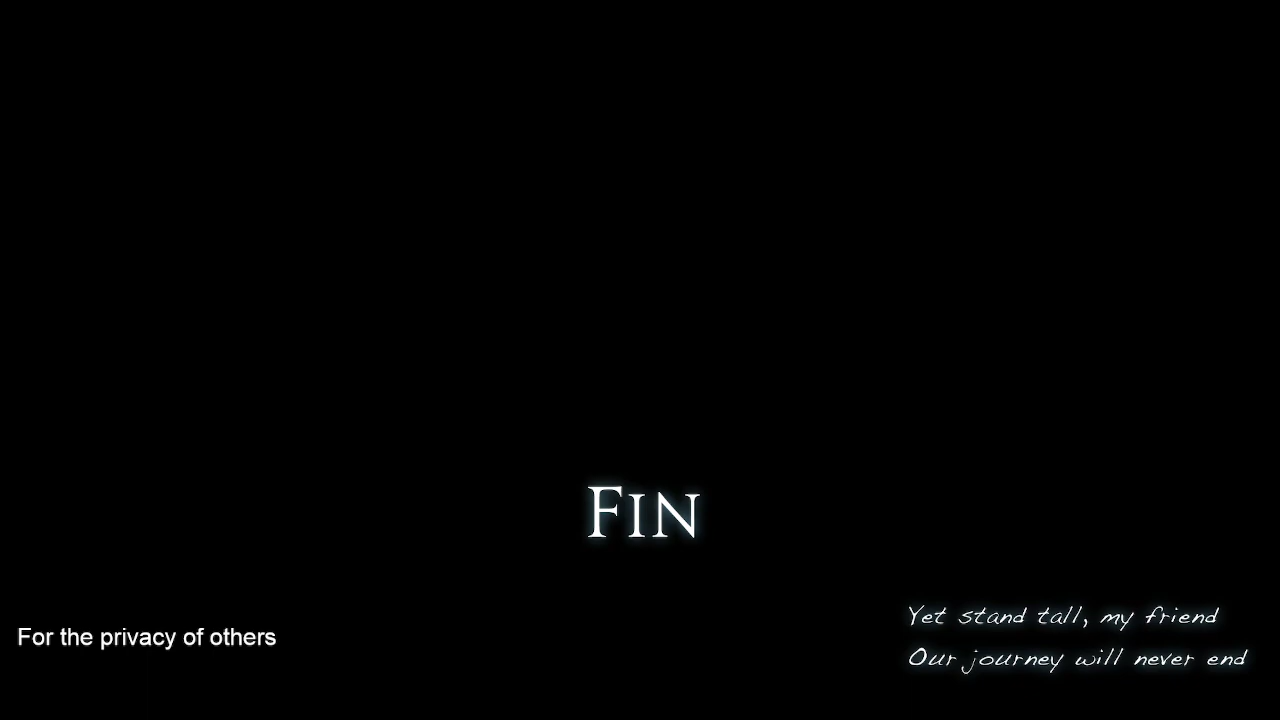 Fin
Yet stand tall, my friend
Our journey will never end
For the privacy of others